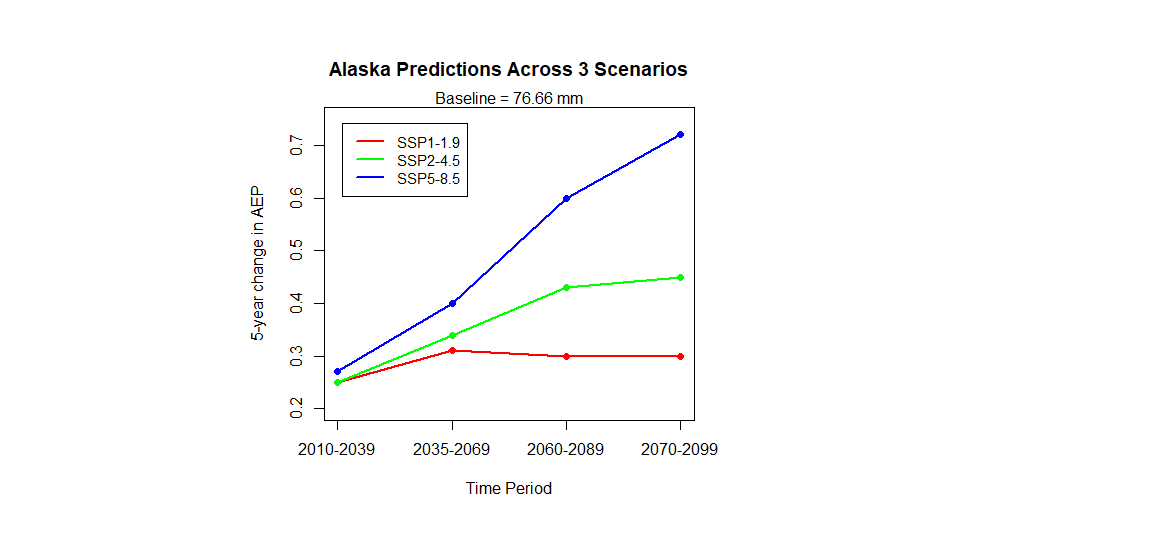 Alaska Predictions Across 3 Scenarios
Baseline = 76.66 mm
SSP1-1.9
SSP2-4.5
SSP5-8.5
5-year change in AEP
0.7
0.6
0.5
0.4
0.3
0.2
2010-2039 2035-2069 2060-2089 2070-2099
Time Period